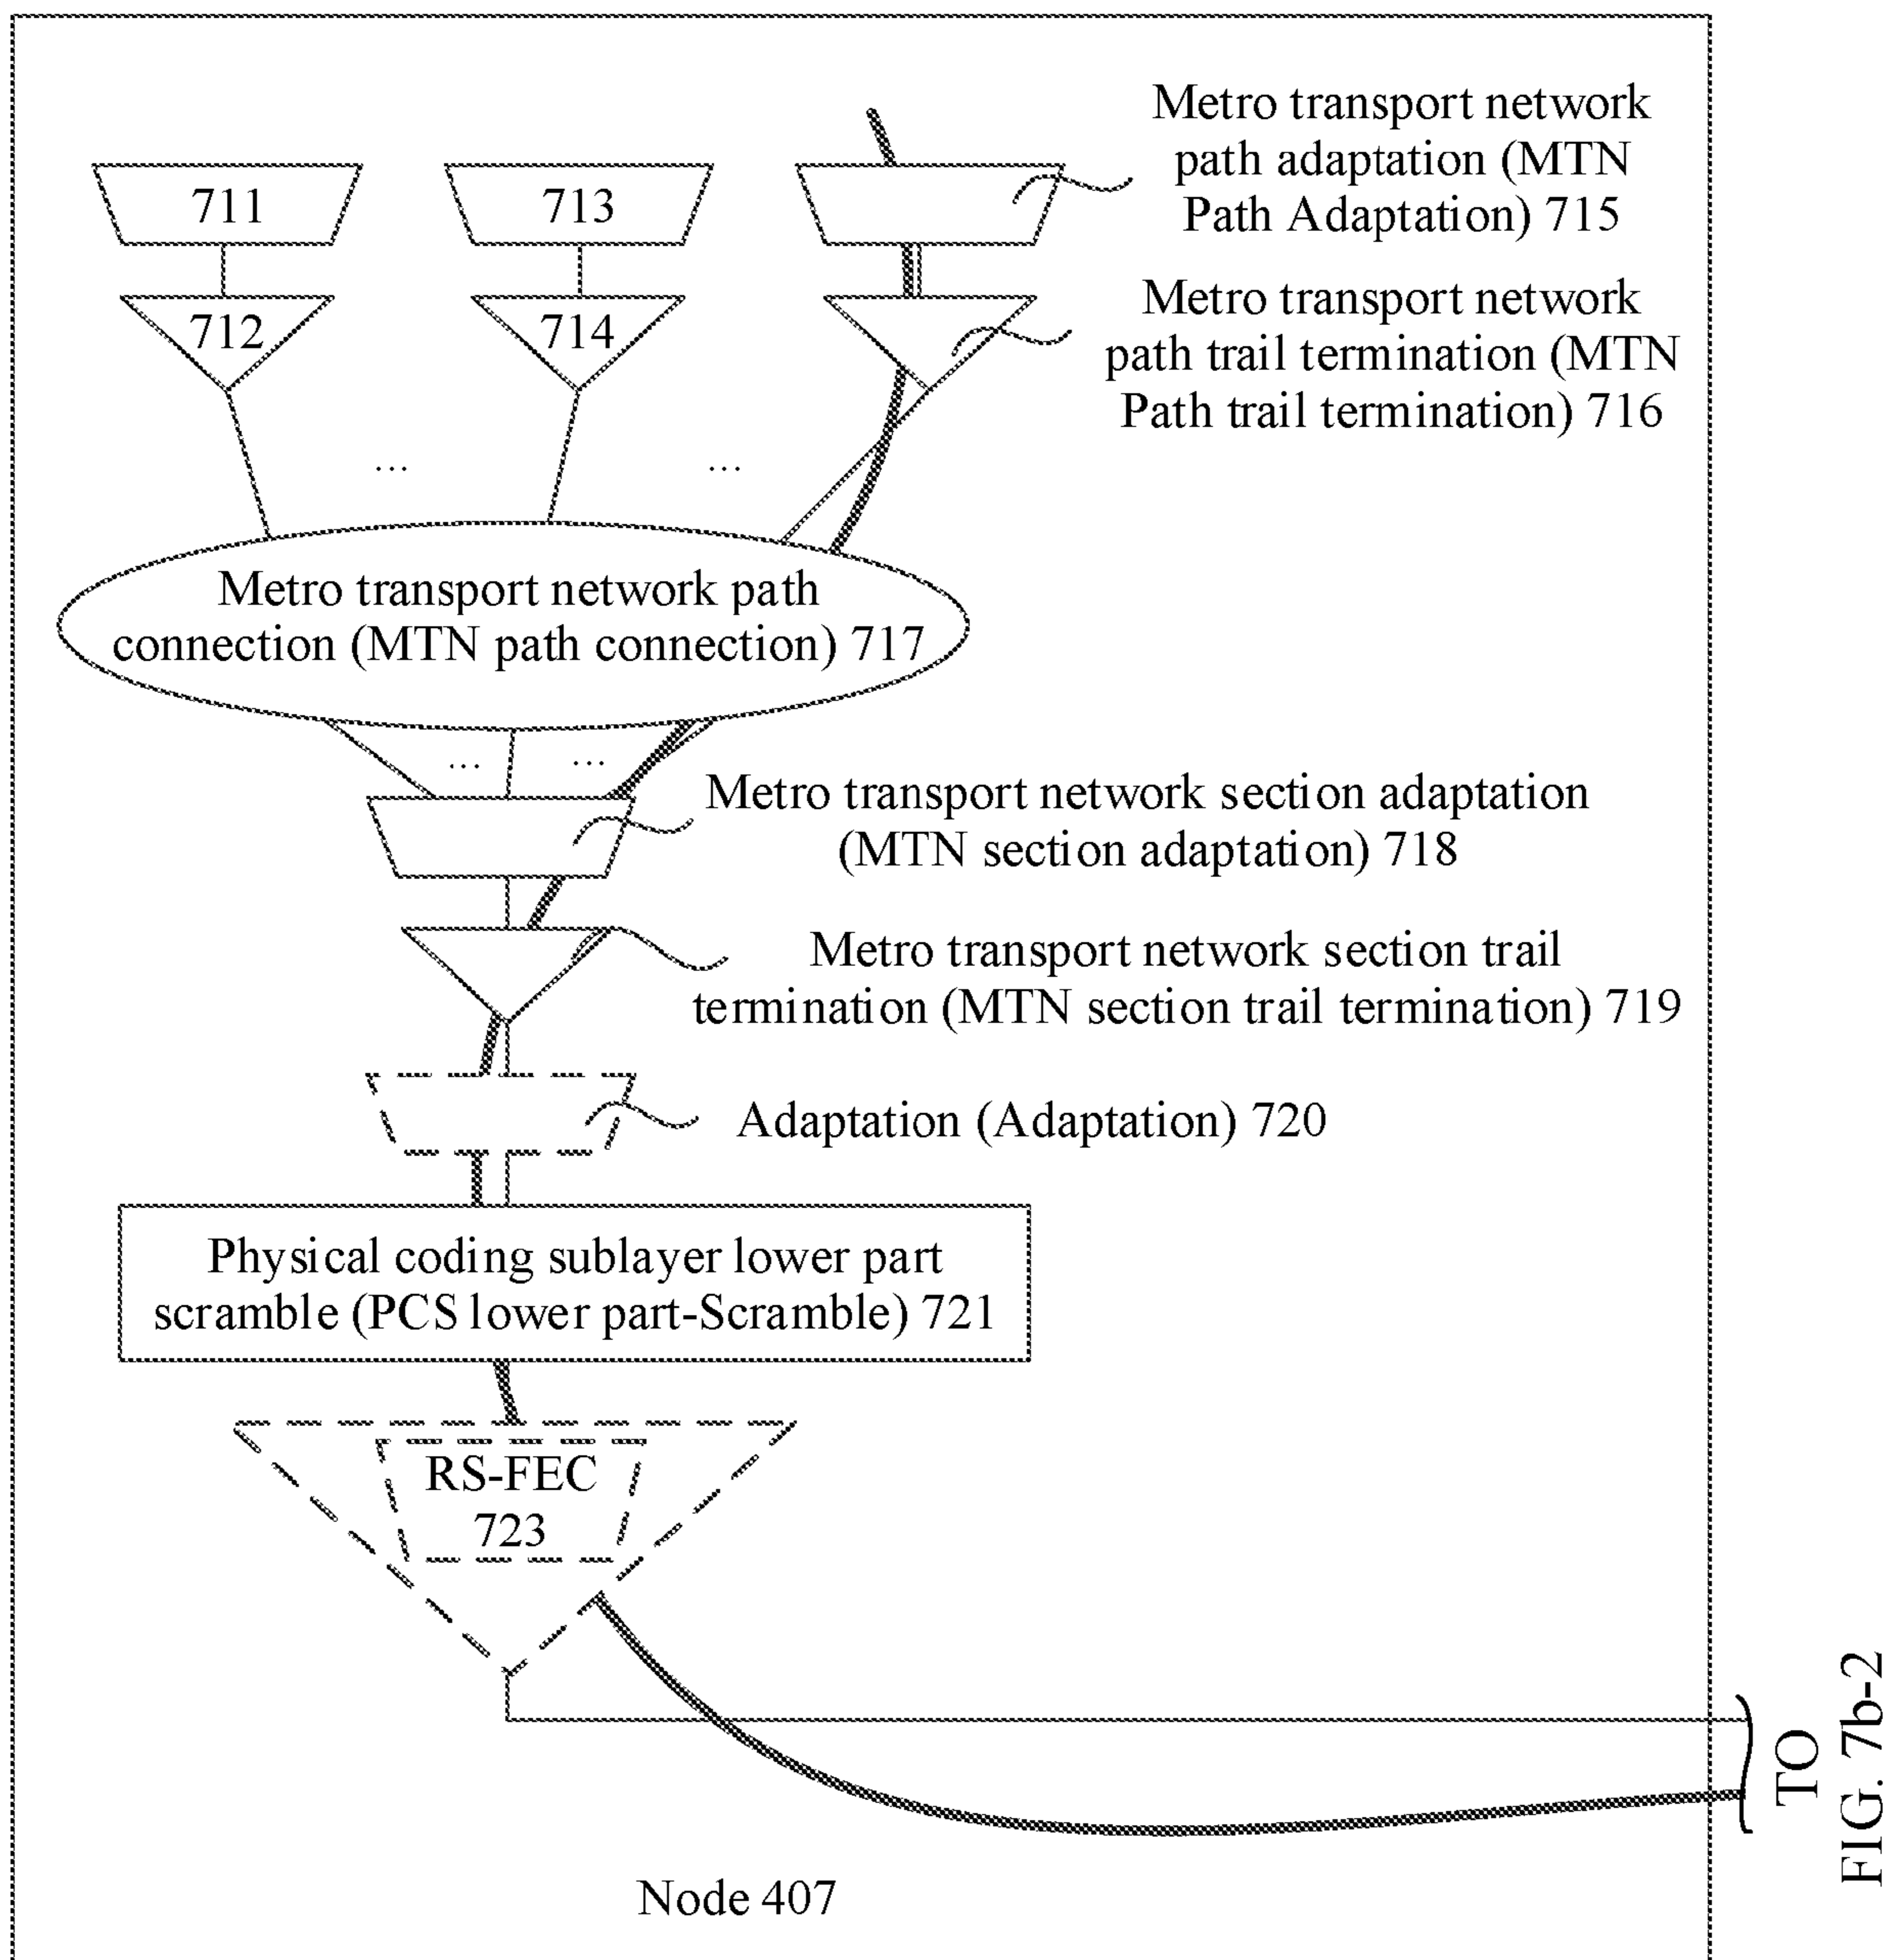 Metro transport network
path adaptation (MTN
Path Adaptation) 715
711
713
Metro transport network
path trail termination (MTN
Path trail termination) 716
712
714
...
...
Metro transport network path
connection (MTN path connection) 717
...
...
Metro transport network section adaptation
(MTN section adaptation) 718
Metro transport network section trail
termination (MTN section trail termination) 719
Adaptation (Adaptation) 720
Physical coding sublayer lower part
scramble (PCS lower part-Scramble) 721
RS-FEC
723
TO
FIG. 7b-2
Node 407